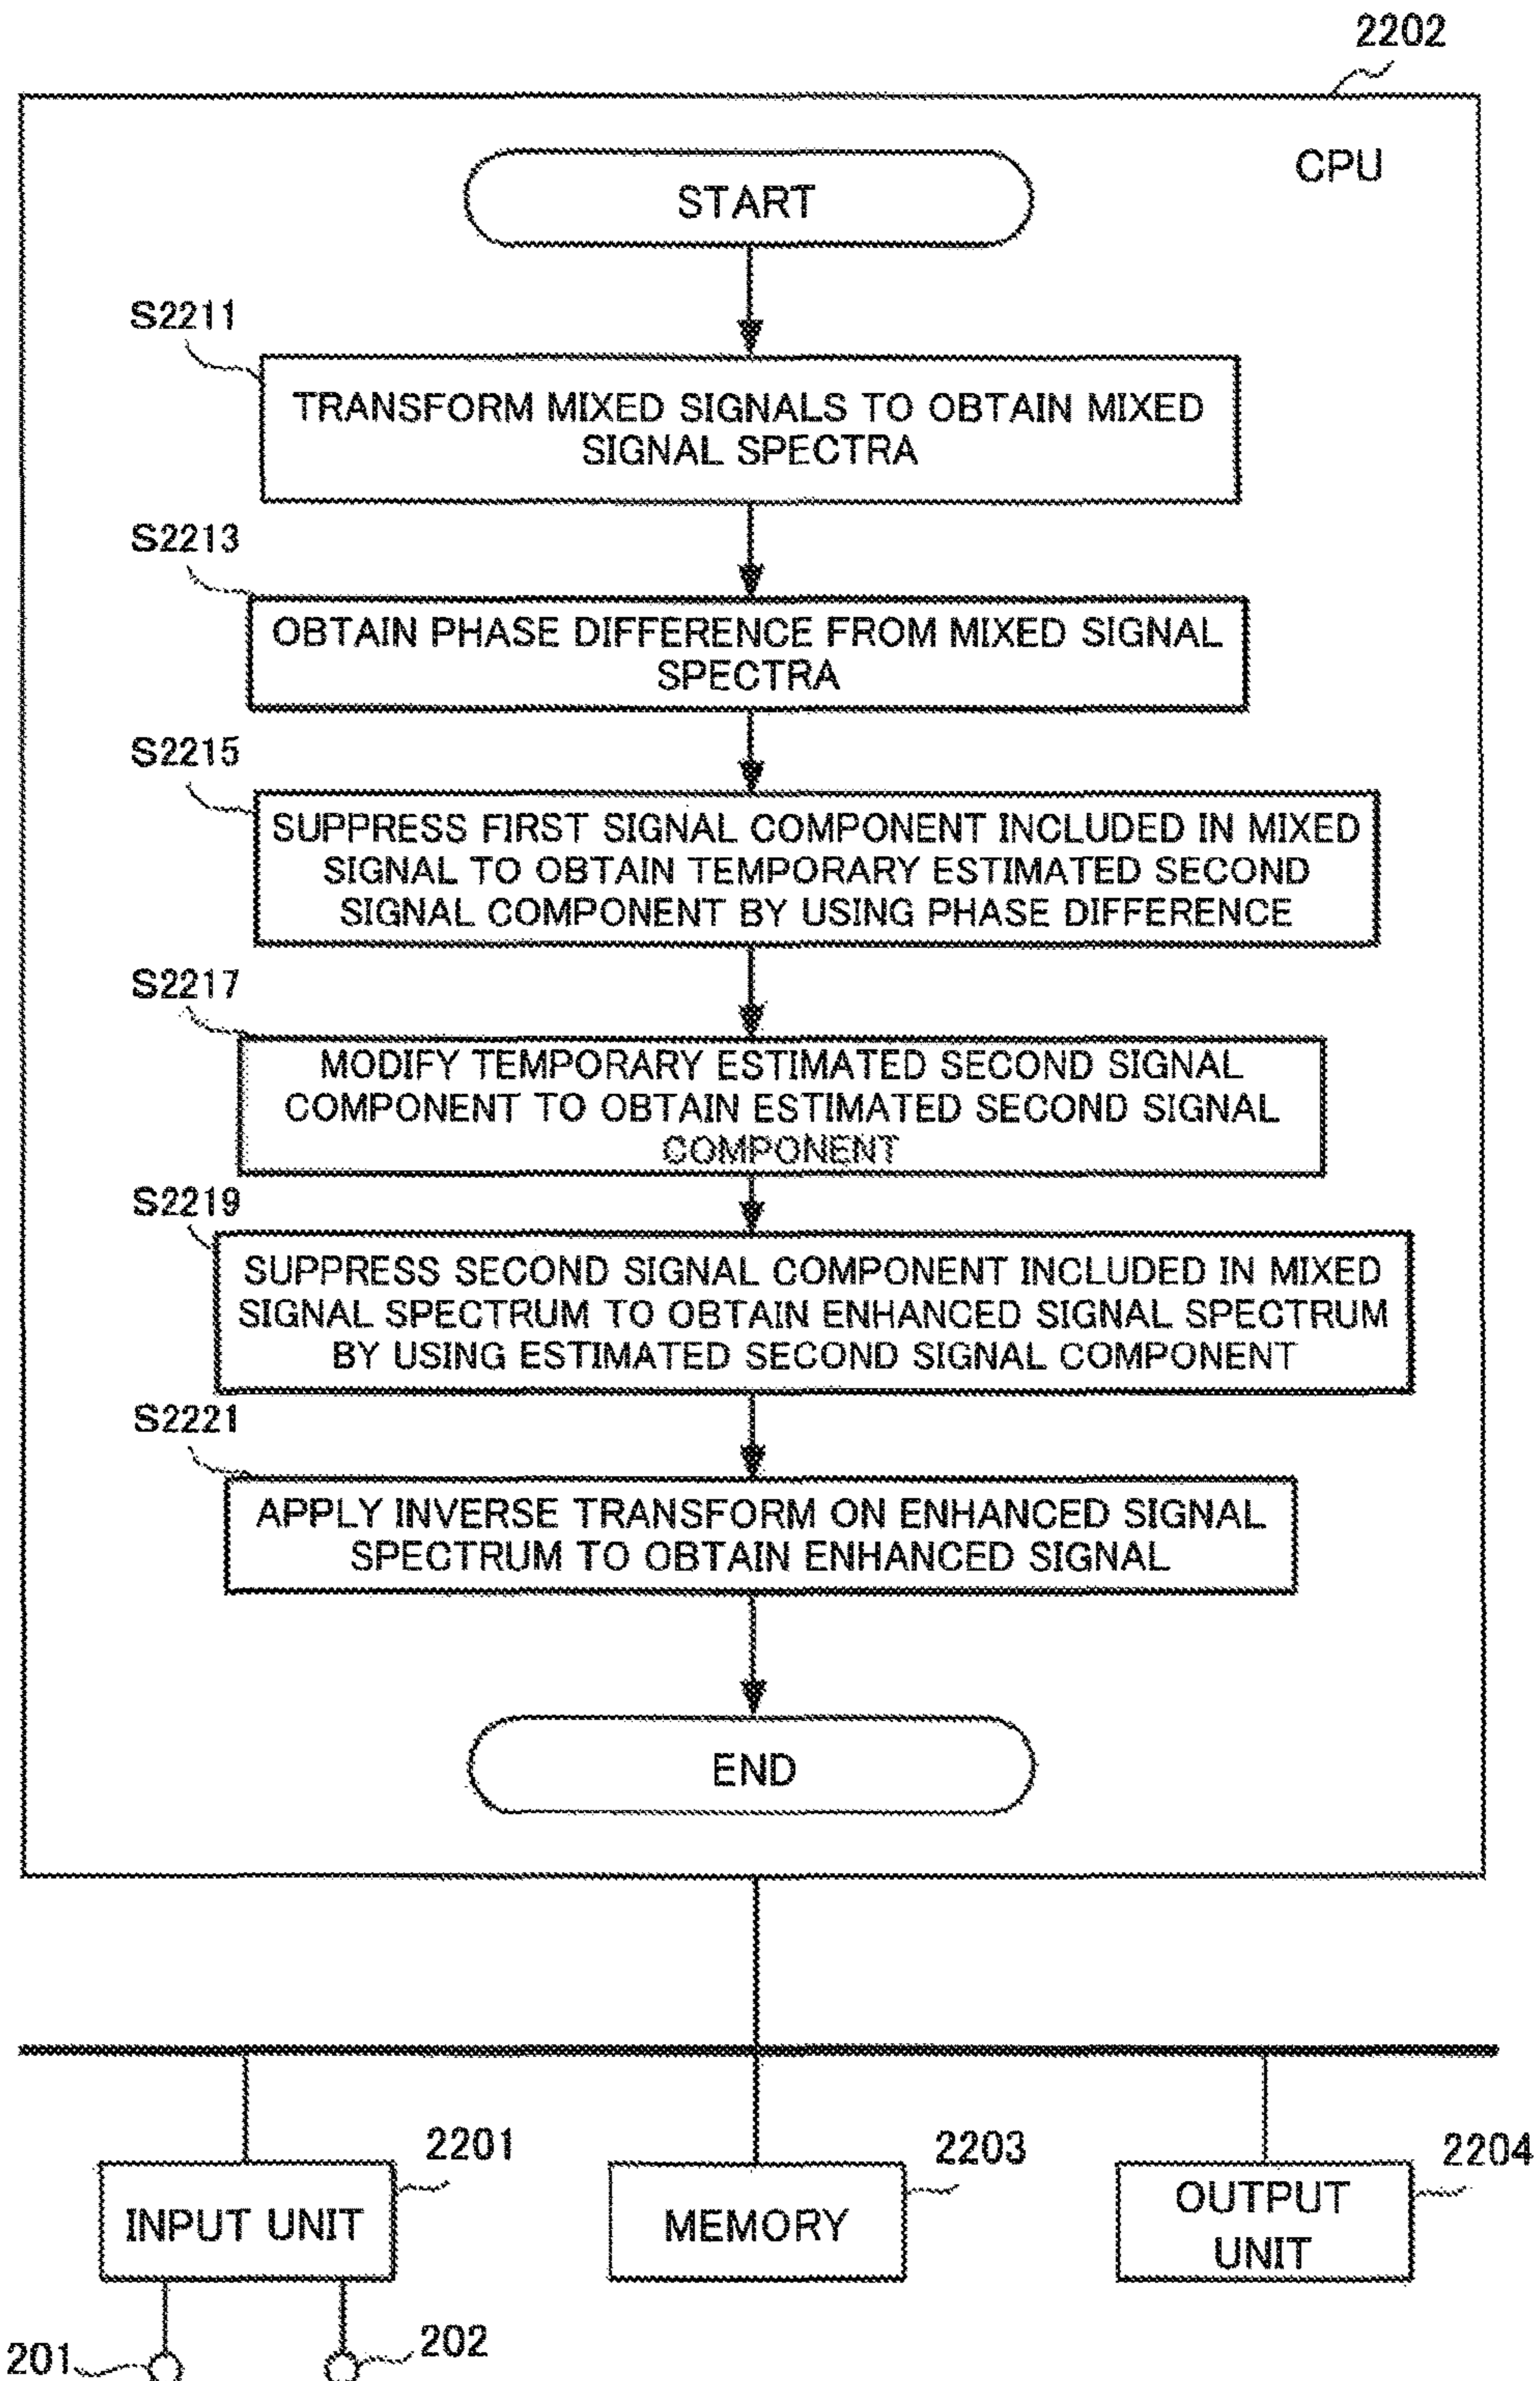 2202
CPU
START
S2211
TRANSFORM MIXED SIGNALS TO OBTAIN MIXED
SIGNAL SPECTRA
S2213
OBTAIN PHASE DIFFERENCE FROM MIXED SIGNAL
SPECTRA
S2215
SUPPRESS FIRST SIGNAL COMPONENT INCLUDED IN MIXED
SIGNAL TO OBTAIN TEMPORARY ESTIMATED SECOND
SIGNAL COMPONENT BY USING PHASE DIFFERENCE
S2217
MODIFY TEMPORARY ESTIMATED SECOND SIGNAL
COMPONENT TO OBTAIN ESTIMATED SECOND SIGNAL
COMPONENT
S2219
SUPPRESS SECOND SIGNAL COMPONENT INCLUDED IN MIXED
SIGNAL SPECTRUM TO OBTAIN ENHANCED SIGNAL SPECTRUM
BY USING ESTIMATED SECOND SIGNAL COMPONENT
S2221
APPLY INVERSE TRANSFORM ON ENHANCED SIGNAL
SPECTRUM TO OBTAIN ENHANCED SIGNAL
END
2201
INPUT UNIT
2203
MEMORY
2204
OUTPUT
UNIT
201
202